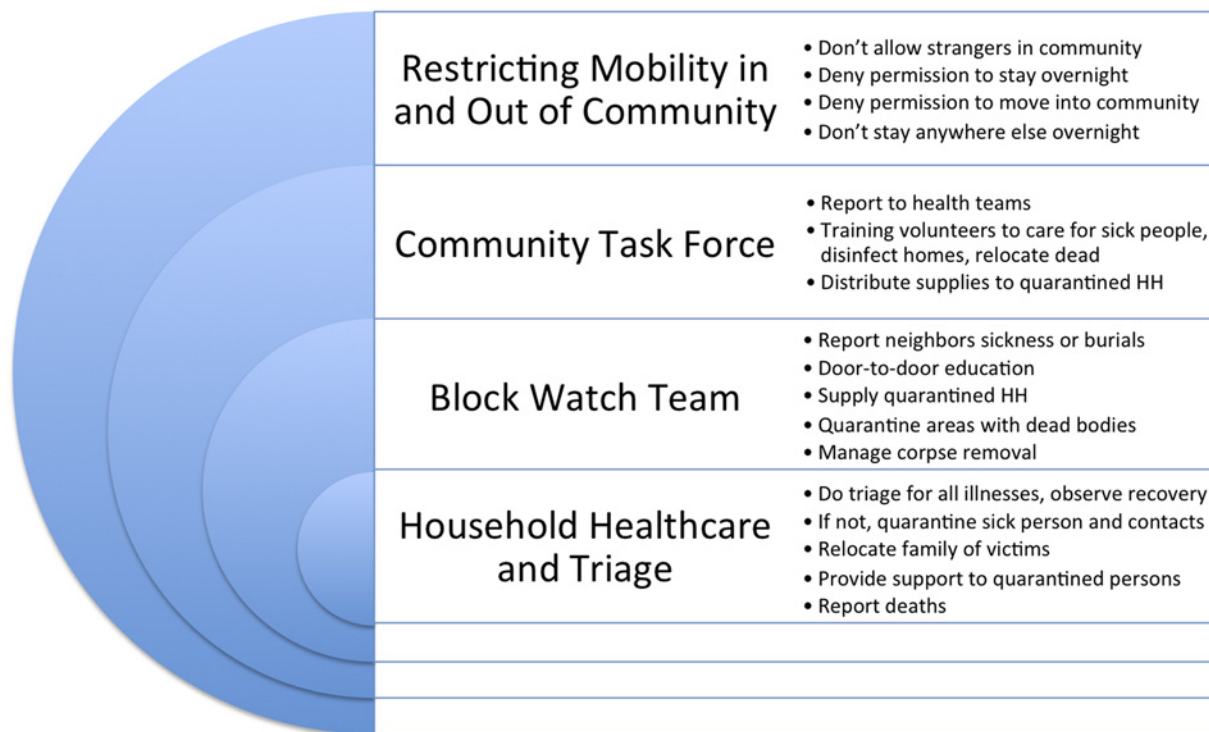 Restricting Mobility in
and Out of Community
• Don’t allow strangers in community
• Deny permission to stay overnight
• Deny permission to move into community
• Don’t stay anywhere else overnight
Community Task Force
• Report to health teams
• Training volunteers to care for sick people,
disinfect homes, relocate dead
• Distribute supplies to quarantined HH
Block Watch Team
• Report neighbors sickness or burials
• Door-to-door education
• Supply quarantined HH
• Quarantine areas with dead bodies
• Manage corpse removal
Household Healthcare
and Triage
• Do triage for all illnesses, observe recovery
• If not, quarantine sick person and contacts
• Relocate family of victims
• Provide support to quarantined persons
• Report deaths